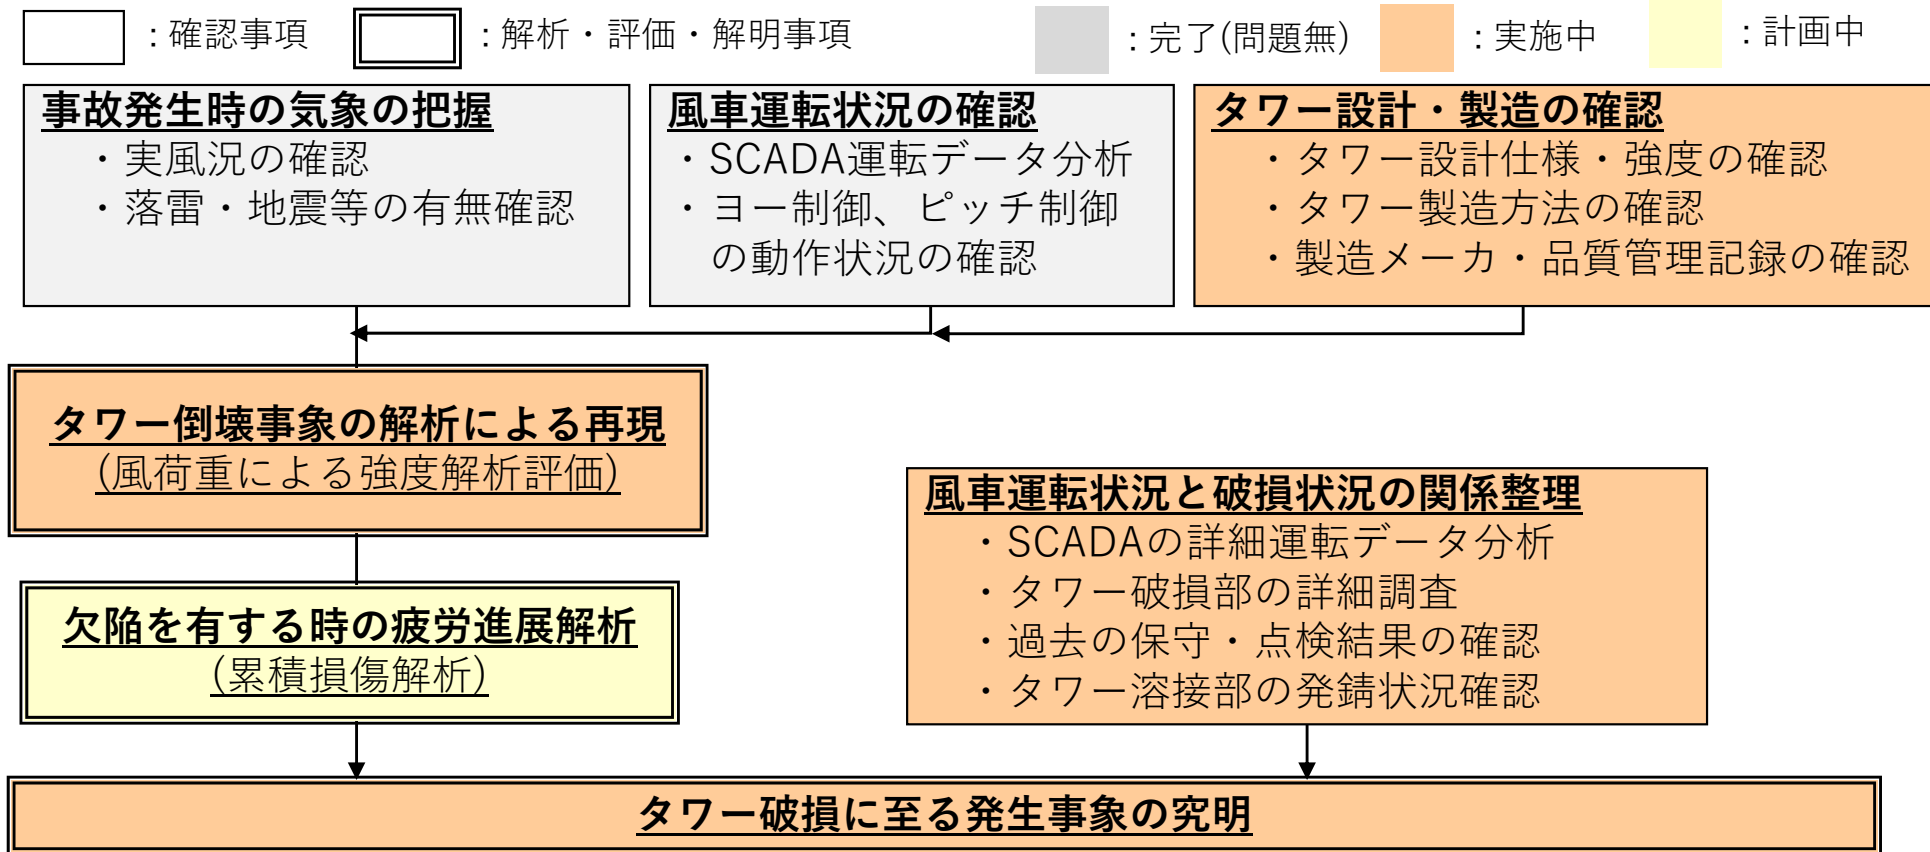 ：確認事項
：解析・評価・解明事項
：完了(問題無)
：実施中
：計画中
事故発生時の気象の把握
・実風況の確認
・落雷・地震等の有無確認
風車運転状況の確認
・SCADA運転データ分析
・ヨー制御、ピッチ制御
の動作状況の確認
タワー設計・製造の確認
・タワー設計仕様・強度の確認
・タワー製造方法の確認
・製造メーカ・品質管理記録の確認
タワー倒壊事象の解析による再現
(風荷重による強度解析評価)
欠陥を有する時の疲労進展解析
(累積損傷解析)
風車運転状況と破損状況の関係整理
・SCADAの詳細運転データ分析
・タワー破損部の詳細調査
・過去の保守・点検結果の確認
・タワー溶接部の発錆状況確認
タワー破損に至る発生事象の究明